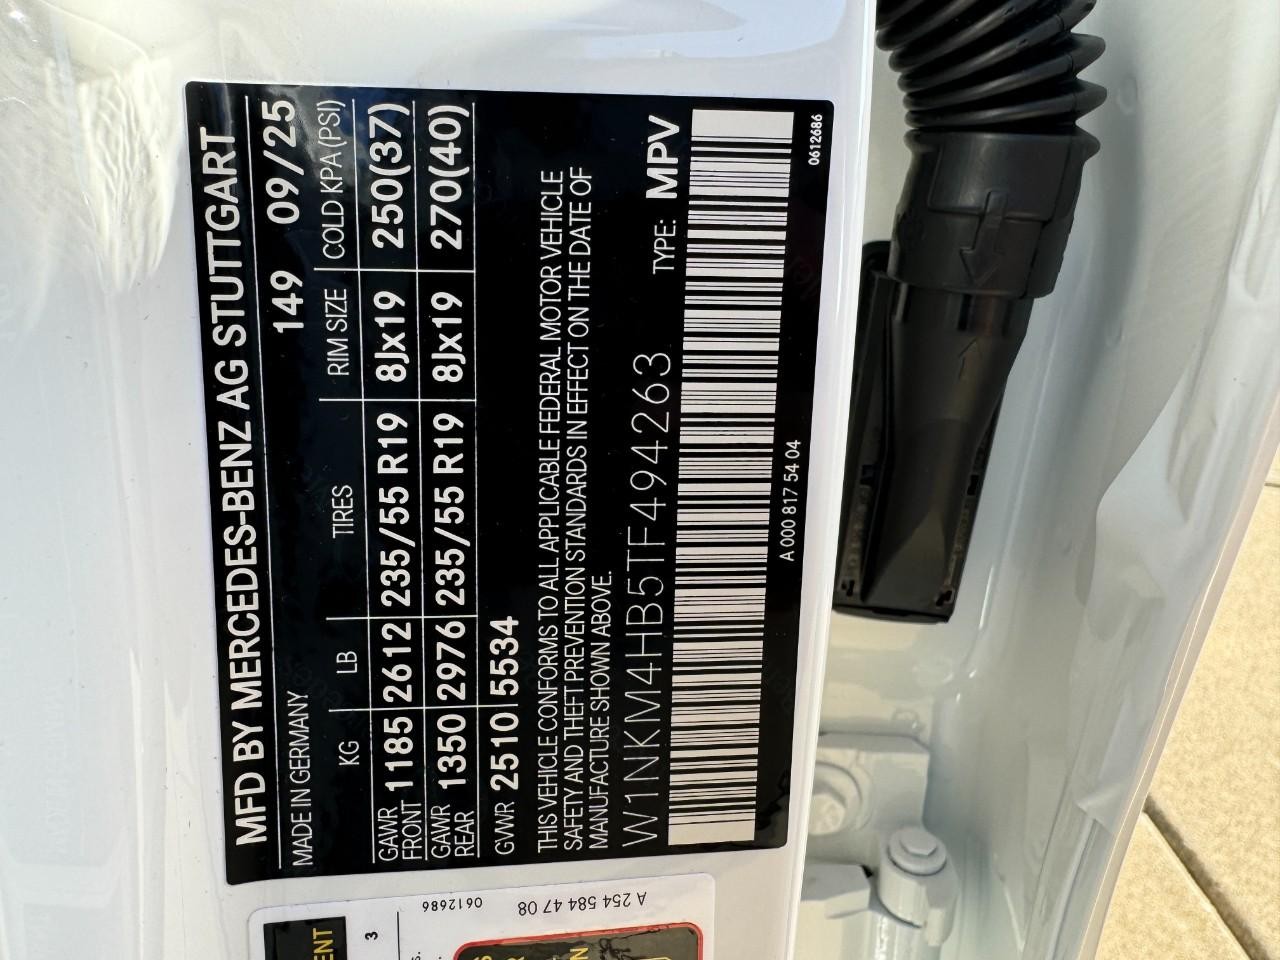 MFD BY MERCEDES-BENZ AG STUTTGART
MADE IN GERMANY 149 09/25
KG LB TIRES RIM SIZE COLD KPA (PSI)
GAWR FRONT 1185 2612 235/55 R19 8Jx19 250(37)
GAWR REAR 1350 2976 235/55 R19 8Jx19 270(40)
GVWR 2510 5534
THIS VEHICLE CONFORMS TO ALL APPLICABLE FEDERAL MOTOR VEHICLE
SAFETY AND THEFT PREVENTION STANDARDS IN EFFECT ON THE DATE OF
MANUFACTURE SHOWN ABOVE.
W1NKM4HB5TF494263 TYPE: MPV
A 000 817 54 04 0612686
A 254 584 47 08 0612686
3